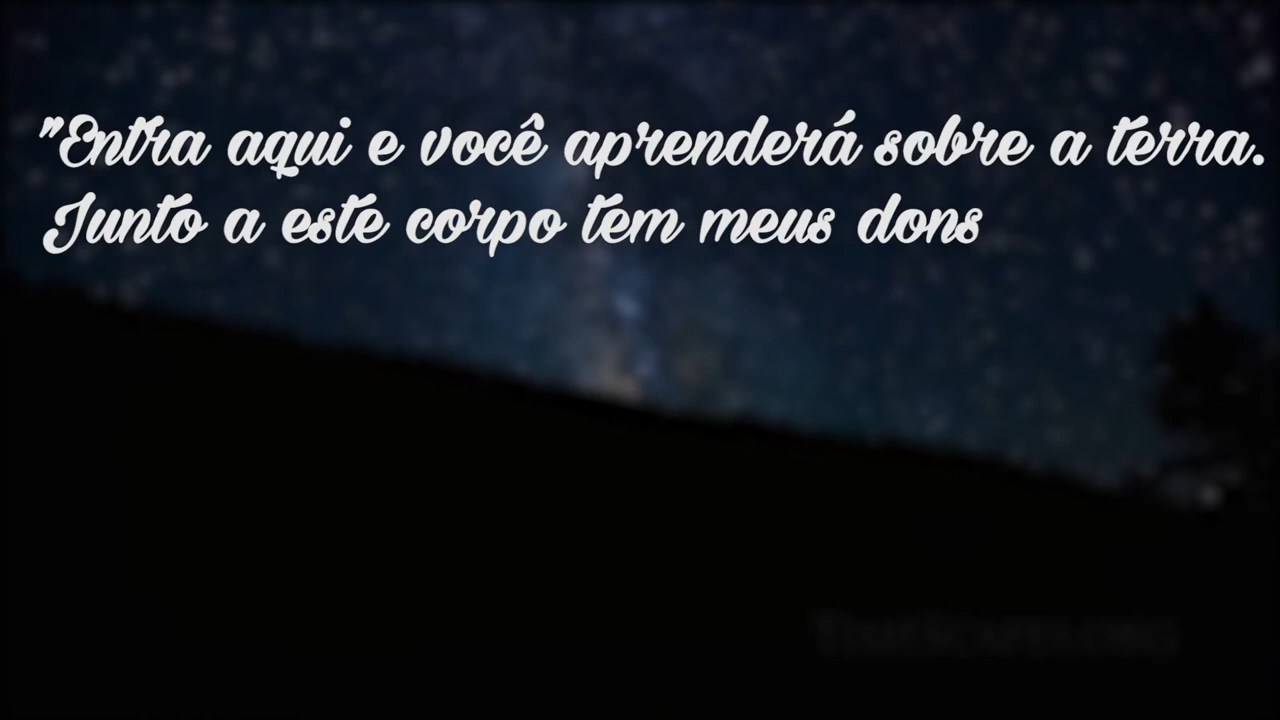 "Entra aqui e você aprenderá sobre a terra.
Junto a este corpo tem meus dons